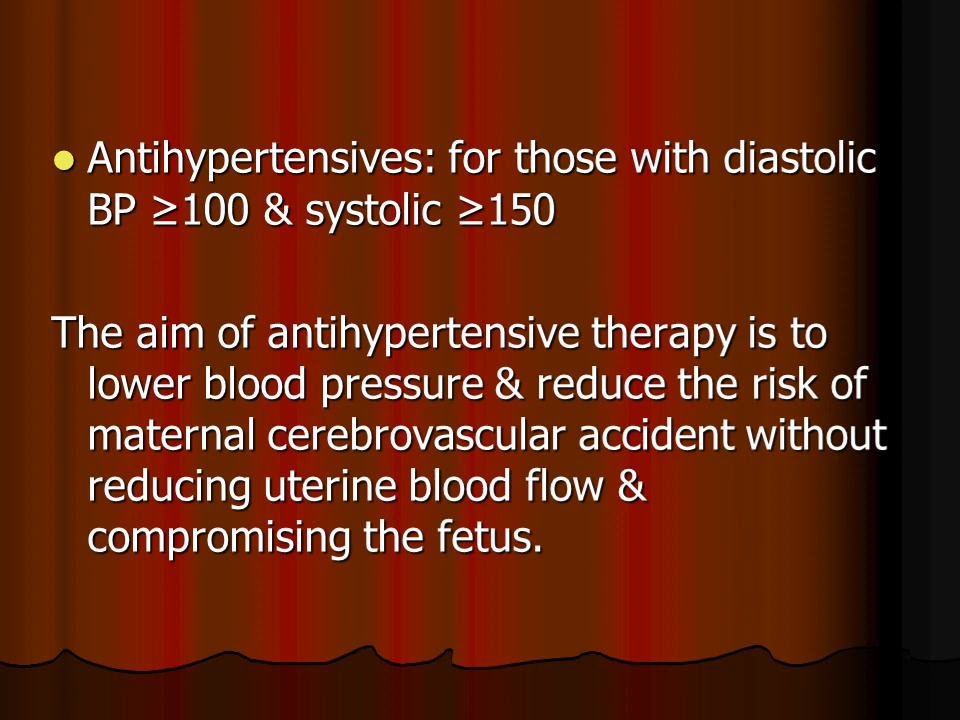 Antihypertensives: for those with diastolic
BP ≥100 & systolic ≥150
The aim of antihypertensive therapy is to
lower blood pressure & reduce the risk of
maternal cerebrovascular accident without
reducing uterine blood flow &
compromising the fetus.